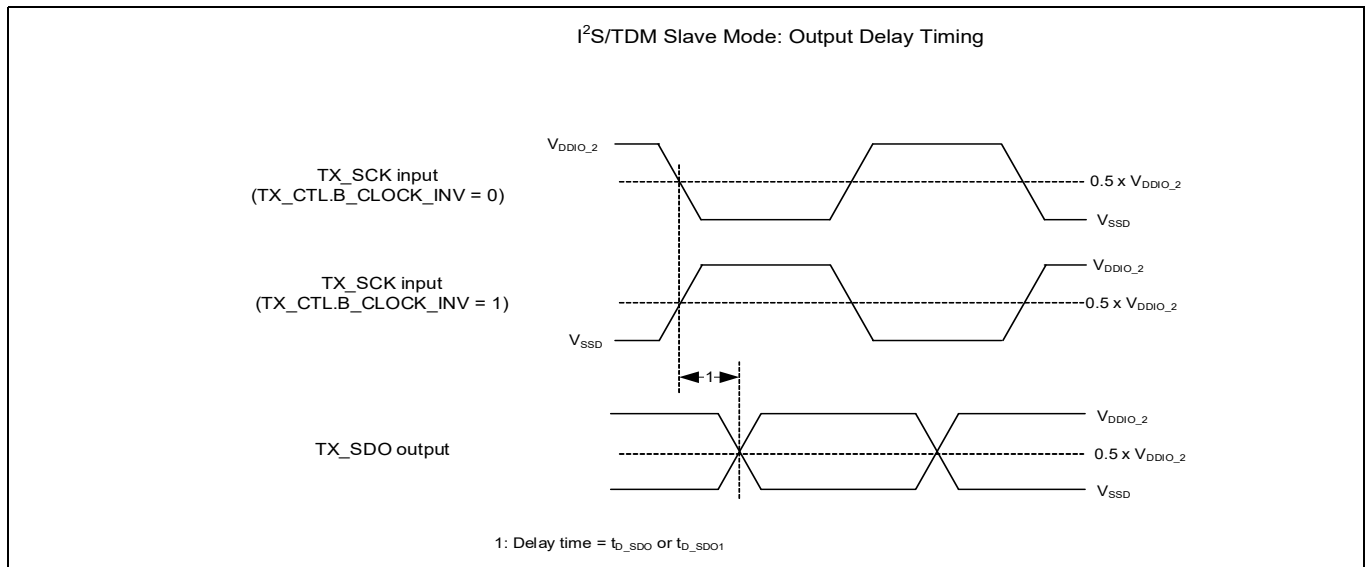 I²S/TDM Slave Mode: Output Delay Timing
V_DDIO_2
TX_SCK input
(TX_CTL.B_CLOCK_INV = 0)
0.5 x V_DDIO_2
V_SSD
V_DDIO_2
TX_SCK input
(TX_CTL.B_CLOCK_INV = 1)
0.5 x V_DDIO_2
V_SSD
1
V_DDIO_2
TX_SDO output
0.5 x V_DDIO_2
V_SSD
1: Delay time = t_D_SDO or t_D_SDO1